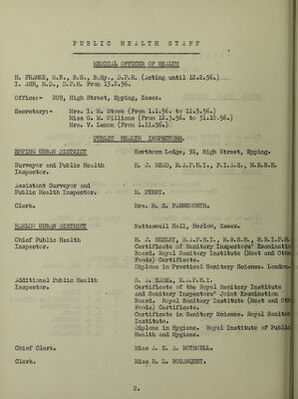 PUBLIC HEALTH STAFF
MEDICAL OFFICER OF HEALTH
H. FRANKS, M.B., B.S., B.Hy., D.P.H. (Acting until 12.2.56.)
I. ASH, M.D., D.P.H. From 13.2.56.
Office:- 209, High Street, Epping, Essex.
Secretary:- Mrs. I. M. Stock (From 1.1.56. to 11.3.56.)
Miss G. M. Williams (From 12.3.56. to 31.10.56.)
Mrs. V. Lenox (From 1.11.56.)
PUBLIC HEALTH INSPECTORS.
EPPING URBAN DISTRICT Hawthorn Lodge, 91, High Street, Epping.
Surveyor and Public Health H. J. MEAD, M.A.P.H.I., F.I.A.S., M.R.S.H.
Inspector.
Assistant Surveyor and
Public Health Inspector. M. PERRY.
Clerk. Mrs. M. E. FARNWORTH.
HARLOW URBAN DISTRICT Netteswell Hall, Harlow, Essex.
Chief Public Health H. J. M.A.P.H.I., M.R.S.H., M.R.I.P.H.
Inspector. Certificate of Sanitary Inspectors' Examination
Board, Royal Sanitary Institute (Meat and Other
Foods) Certificate.
Diploma in Practical Sanitary Science. London.
Additional Public Health S. A. M.A.P.H.I.
Inspector. Certificate of the Royal Sanitary Institute
and Sanitary Inspectors' Joint Examination
Board. Royal Sanitary Institute (Meat and Other
Foods) Certificate.
Certificate in Sanitary Science. Royal Sanitary
Institute.
Diploma in Hygiene. Royal Institute of Public
Health and Hygiene.
Chief Clerk. Miss A. E. A. BOTHWELL.
Clerk. Miss D. L. BOSANQUET.
2.